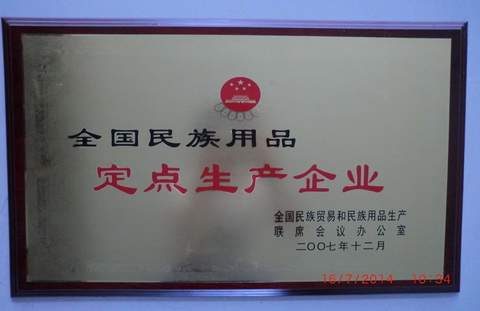 全国民族用品
定点生产企业
全国民族贸易和民族用品生产
联席会议办公室
二〇〇七年十二月
16/7/2014 10:34